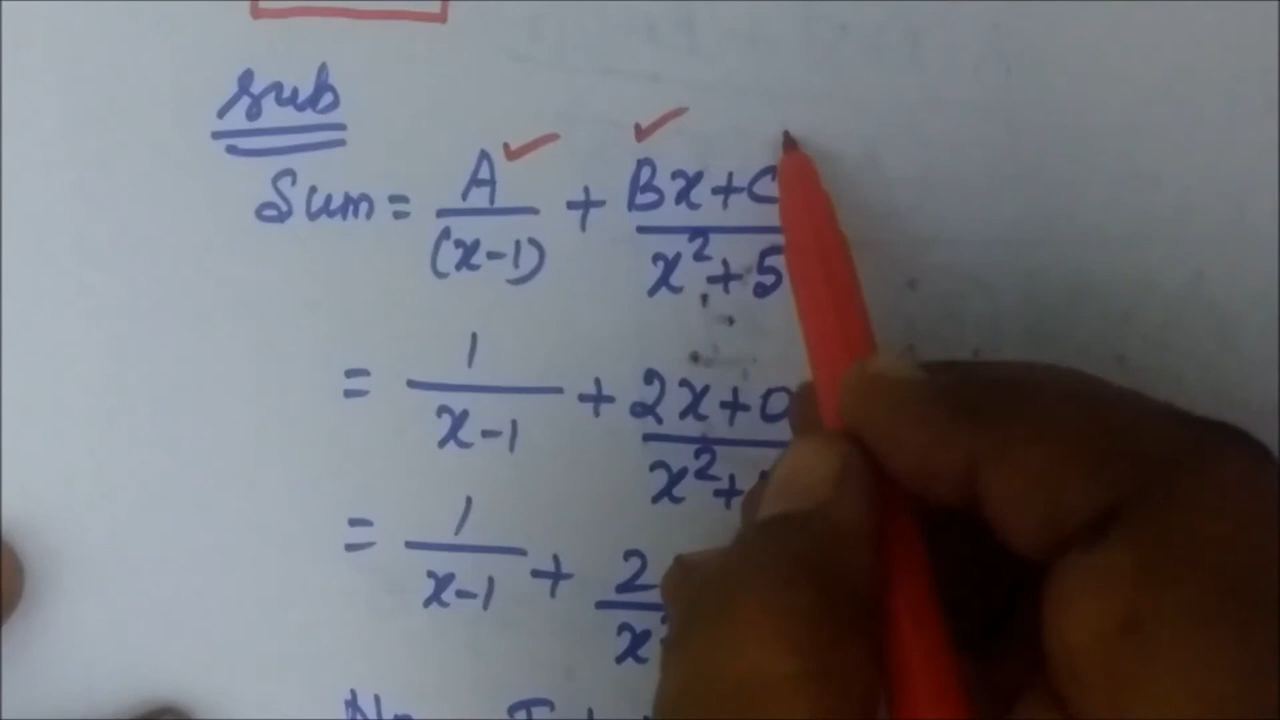 Sub
Sum = A/(x-1) + Bx+C/x²+5
= 1/x-1 + 2x+0/x²+
= 1/x-1 + 2/x